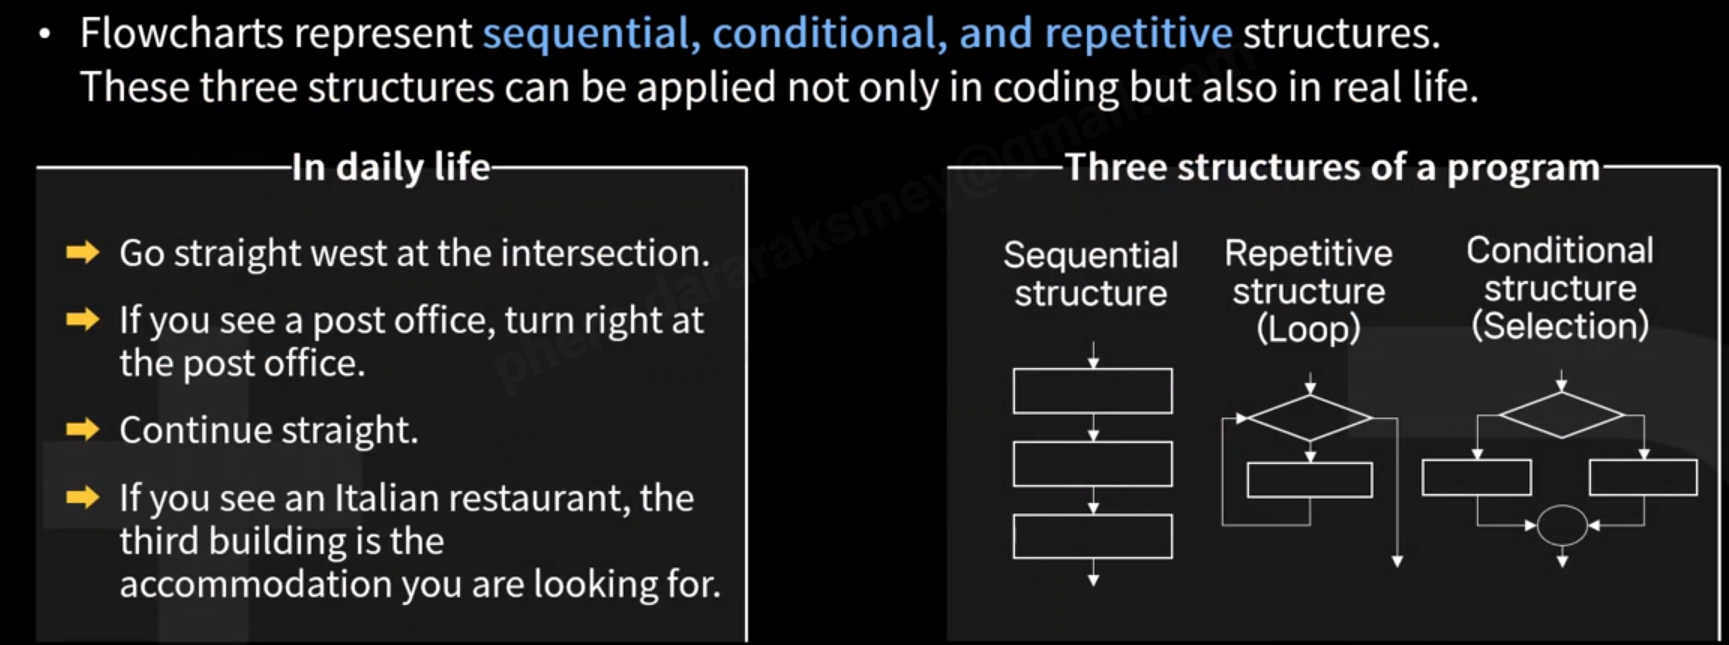 • Flowcharts represent sequential, conditional, and repetitive structures.
These three structures can be applied not only in coding but also in real life.
In daily life
Go straight west at the intersection.
If you see a post office, turn right at
the post office.
Continue straight.
If you see an Italian restaurant, the
third building is the
accommodation you are looking for.
Three structures of a program
Sequential
structure
Repetitive
structure
(Loop)
Conditional
structure
(Selection)